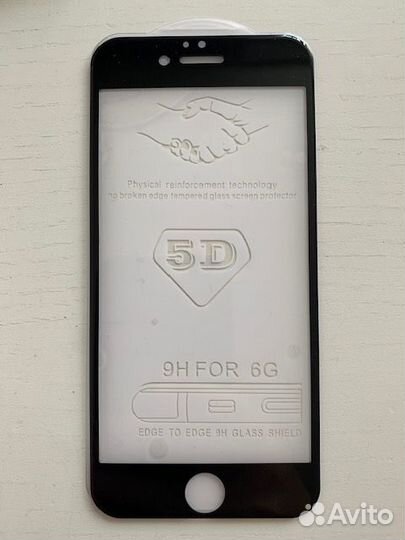 Physical reinforcement technology
no broken edge tempered glass screen protector
5D
9H FOR 6G
EDGE TO EDGE 9H GLASS SHIELD
Avito